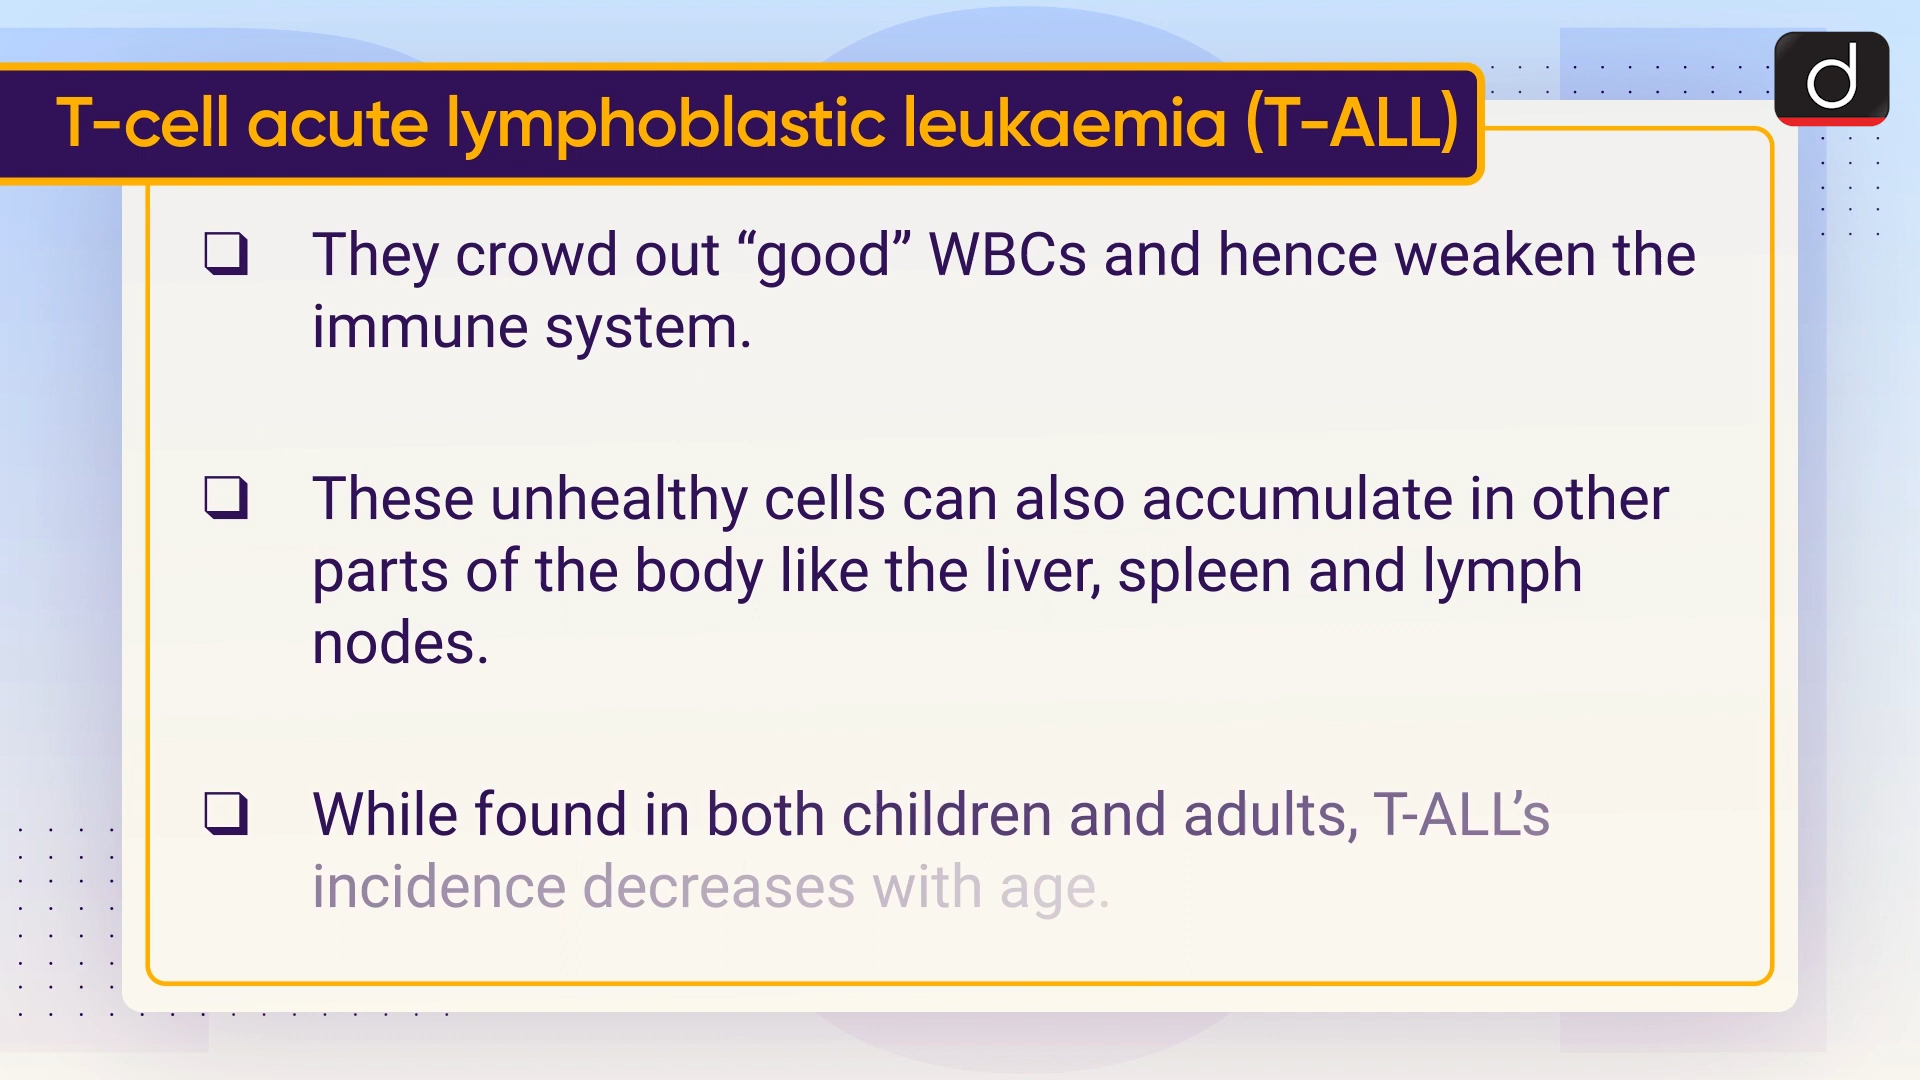 T-cell acute lymphoblastic leukaemia (T-ALL)
They crowd out “good” WBCs and hence weaken the
immune system.
These unhealthy cells can also accumulate in other
parts of the body like the liver, spleen and lymph
nodes.
While found in both children and adults, T-ALL’s
incidence decreases with age.
d